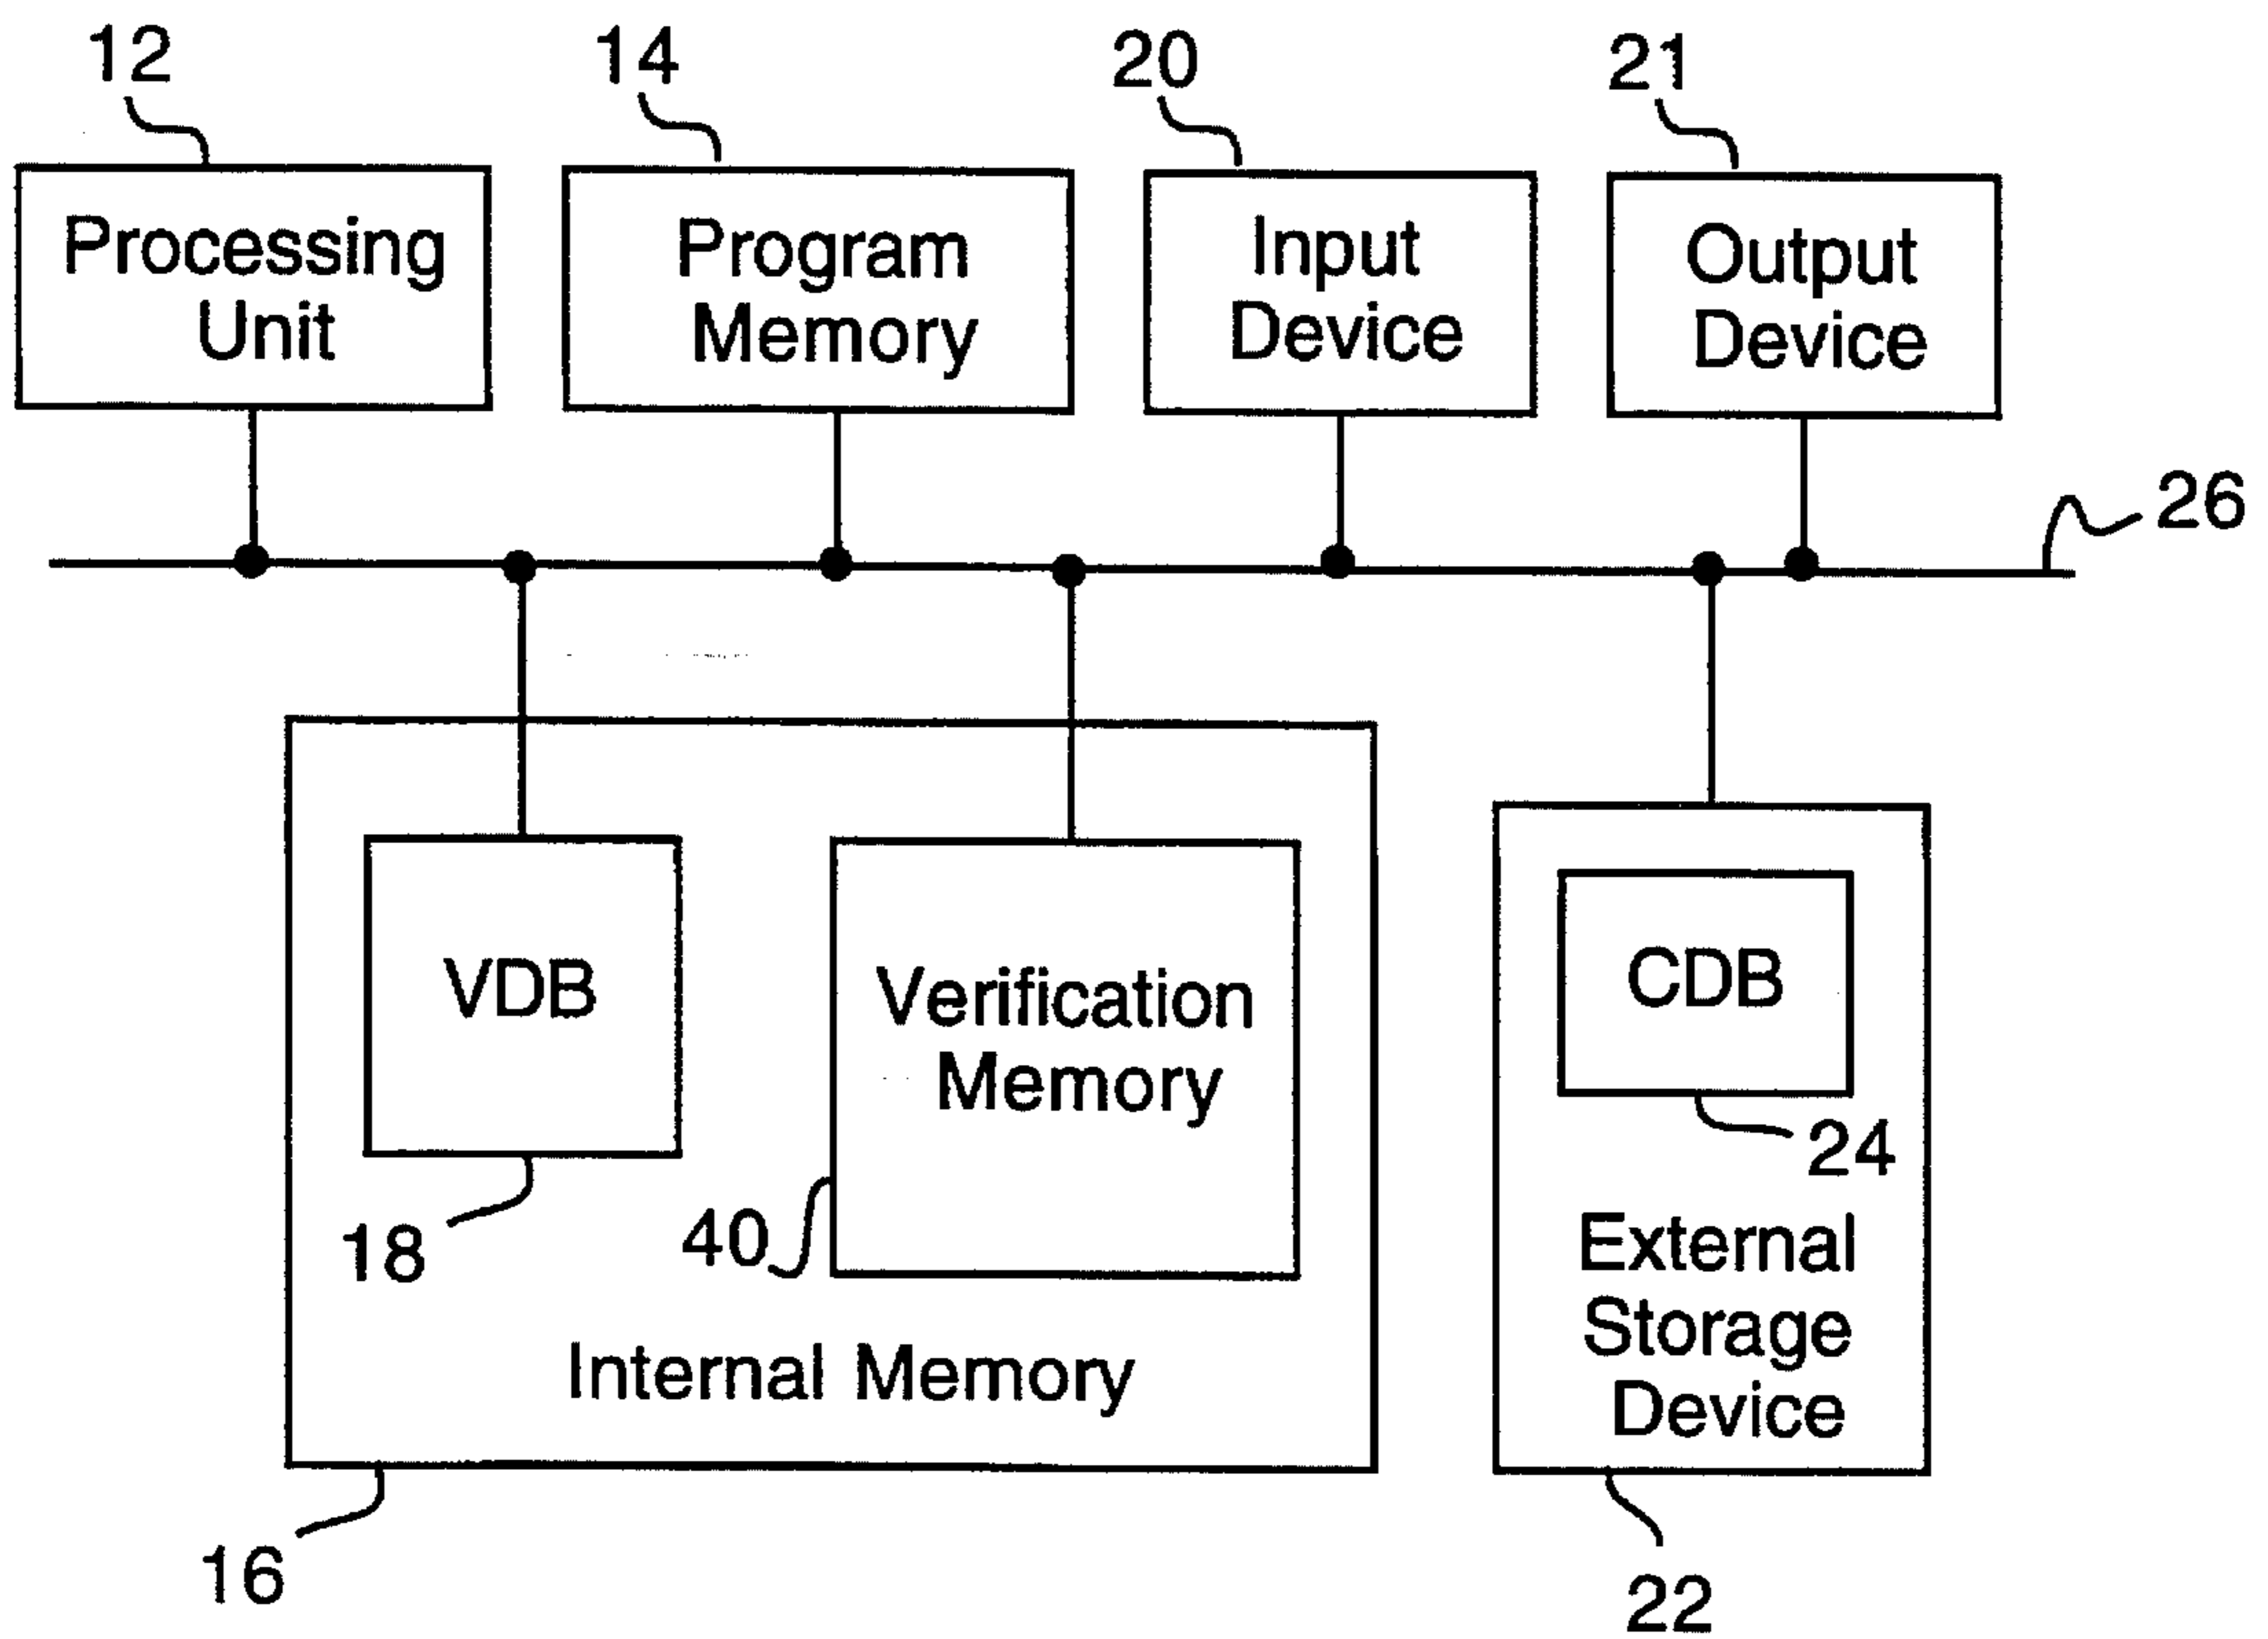 12
14
20
21
Processing
Unit
Program
Memory
Input
Device
Output
Device
26
VDB
Verification
Memory
CDB
18
40
24
Internal Memory
External
Storage
Device
16
22